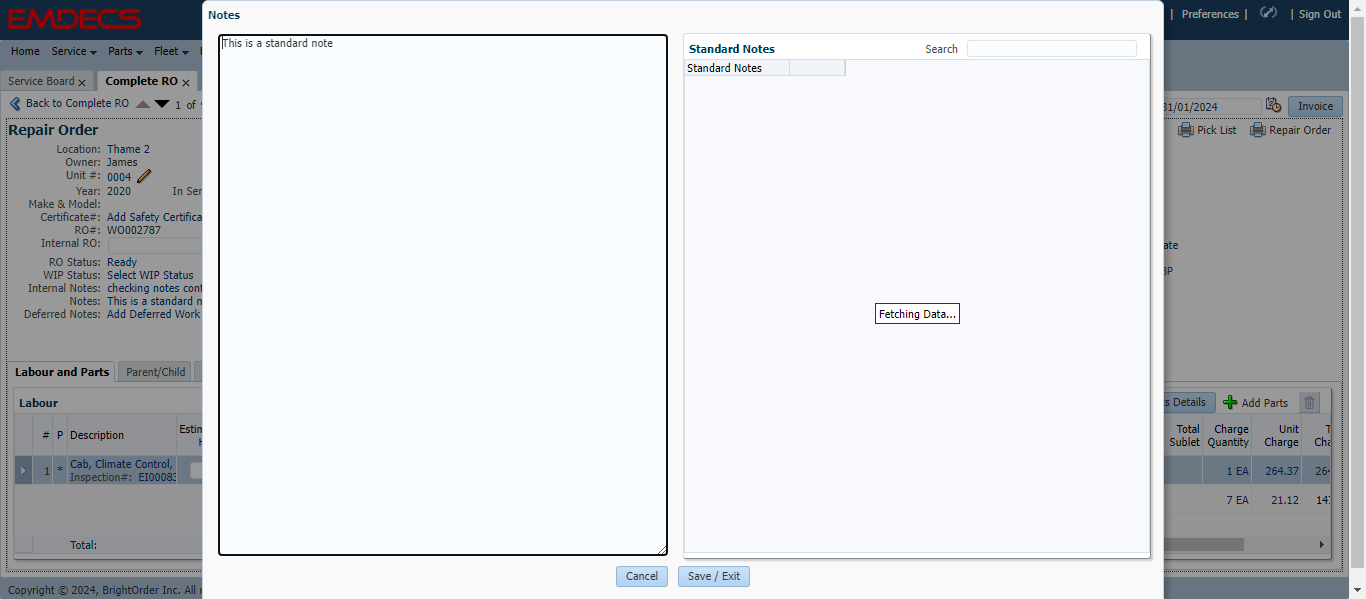 EMDECS
Notes
| Preferences | | Sign Out
Home Service Parts Fleet
Service Board x Complete RO x
Back to Complete RO 1 of
31/01/2024 Invoice
Repair Order
Pick List Repair Order
Location: Thame 2
Owner: James
Unit #: 0004
Year: 2020 In Ser
Make & Model:
Certificate#: Add Safety Certifica
RO#: WO002787
Internal RO:
RO Status: Ready
WIP Status: Select WIP Status
Internal Notes: checking notes cont
Notes: This is a standard n
Deferred Notes: Add Deferred Work
ate
BP
This is a standard note
Standard Notes Search
Standard Notes
Fetching Data...
Labour and Parts Parent/Child
Labour
# P Description Estim
1 * Cab, Climate Control,
Inspection#: EI00083
Total:
s Details Add Parts
Total Sublet
Charge Quantity
Unit Charge
1 EA 264.37 264
7 EA 21.12
Cancel Save / Exit
Copyright © 2024, BrightOrder Inc. All